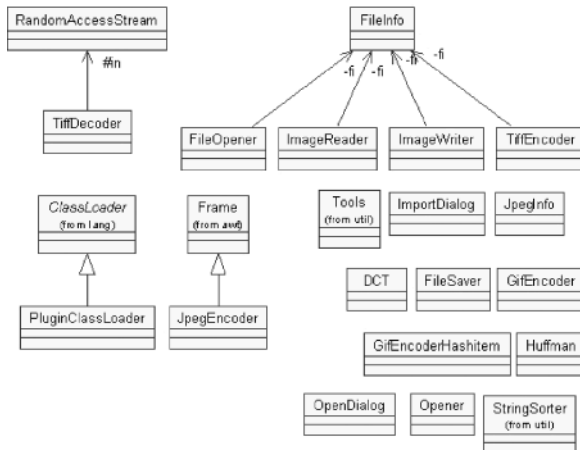 RandomAccessStream
FileInfo
#in
-fi
-fi
-fi
-fi
TiffDecoder
FileOpener
ImageReader
ImageWriter
TiffEncoder
ClassLoader
(from lang)
Frame
(from awt)
Tools
(from util)
ImportDialog
JpegInfo
DCT
FileSaver
GifEncoder
PluginClassLoader
JpegEncoder
GifEncoderHashitem
Huffman
OpenDialog
Opener
StringSorter
(from util)